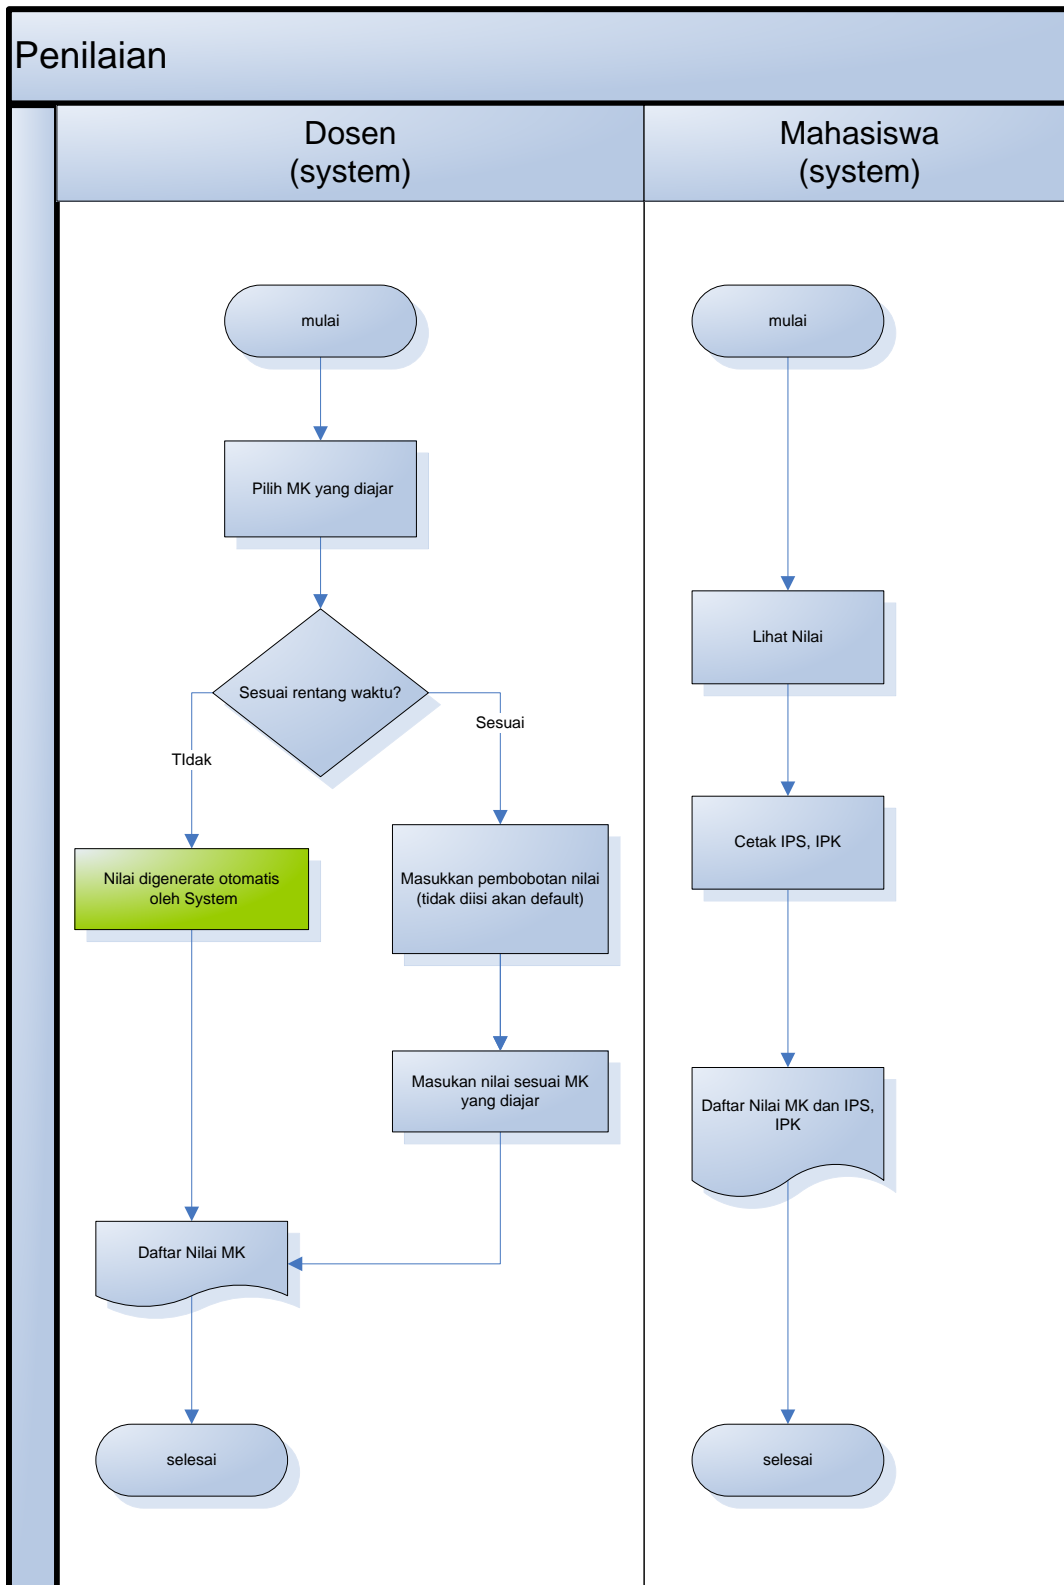 Penilaian
Dosen
(system)
Mahasiswa
(system)
mulai
Pilih MK yang diajar
Sesuai rentang waktu?
TIdak
Sesuai
Nilai digenerate otomatis
oleh System
Masukkan pembobotan nilai
(tidak diisi akan default)
Masukan nilai sesuai MK
yang diajar
Daftar Nilai MK
selesai
mulai
Lihat Nilai
Cetak IPS, IPK
Daftar Nilai MK dan IPS,
IPK
selesai